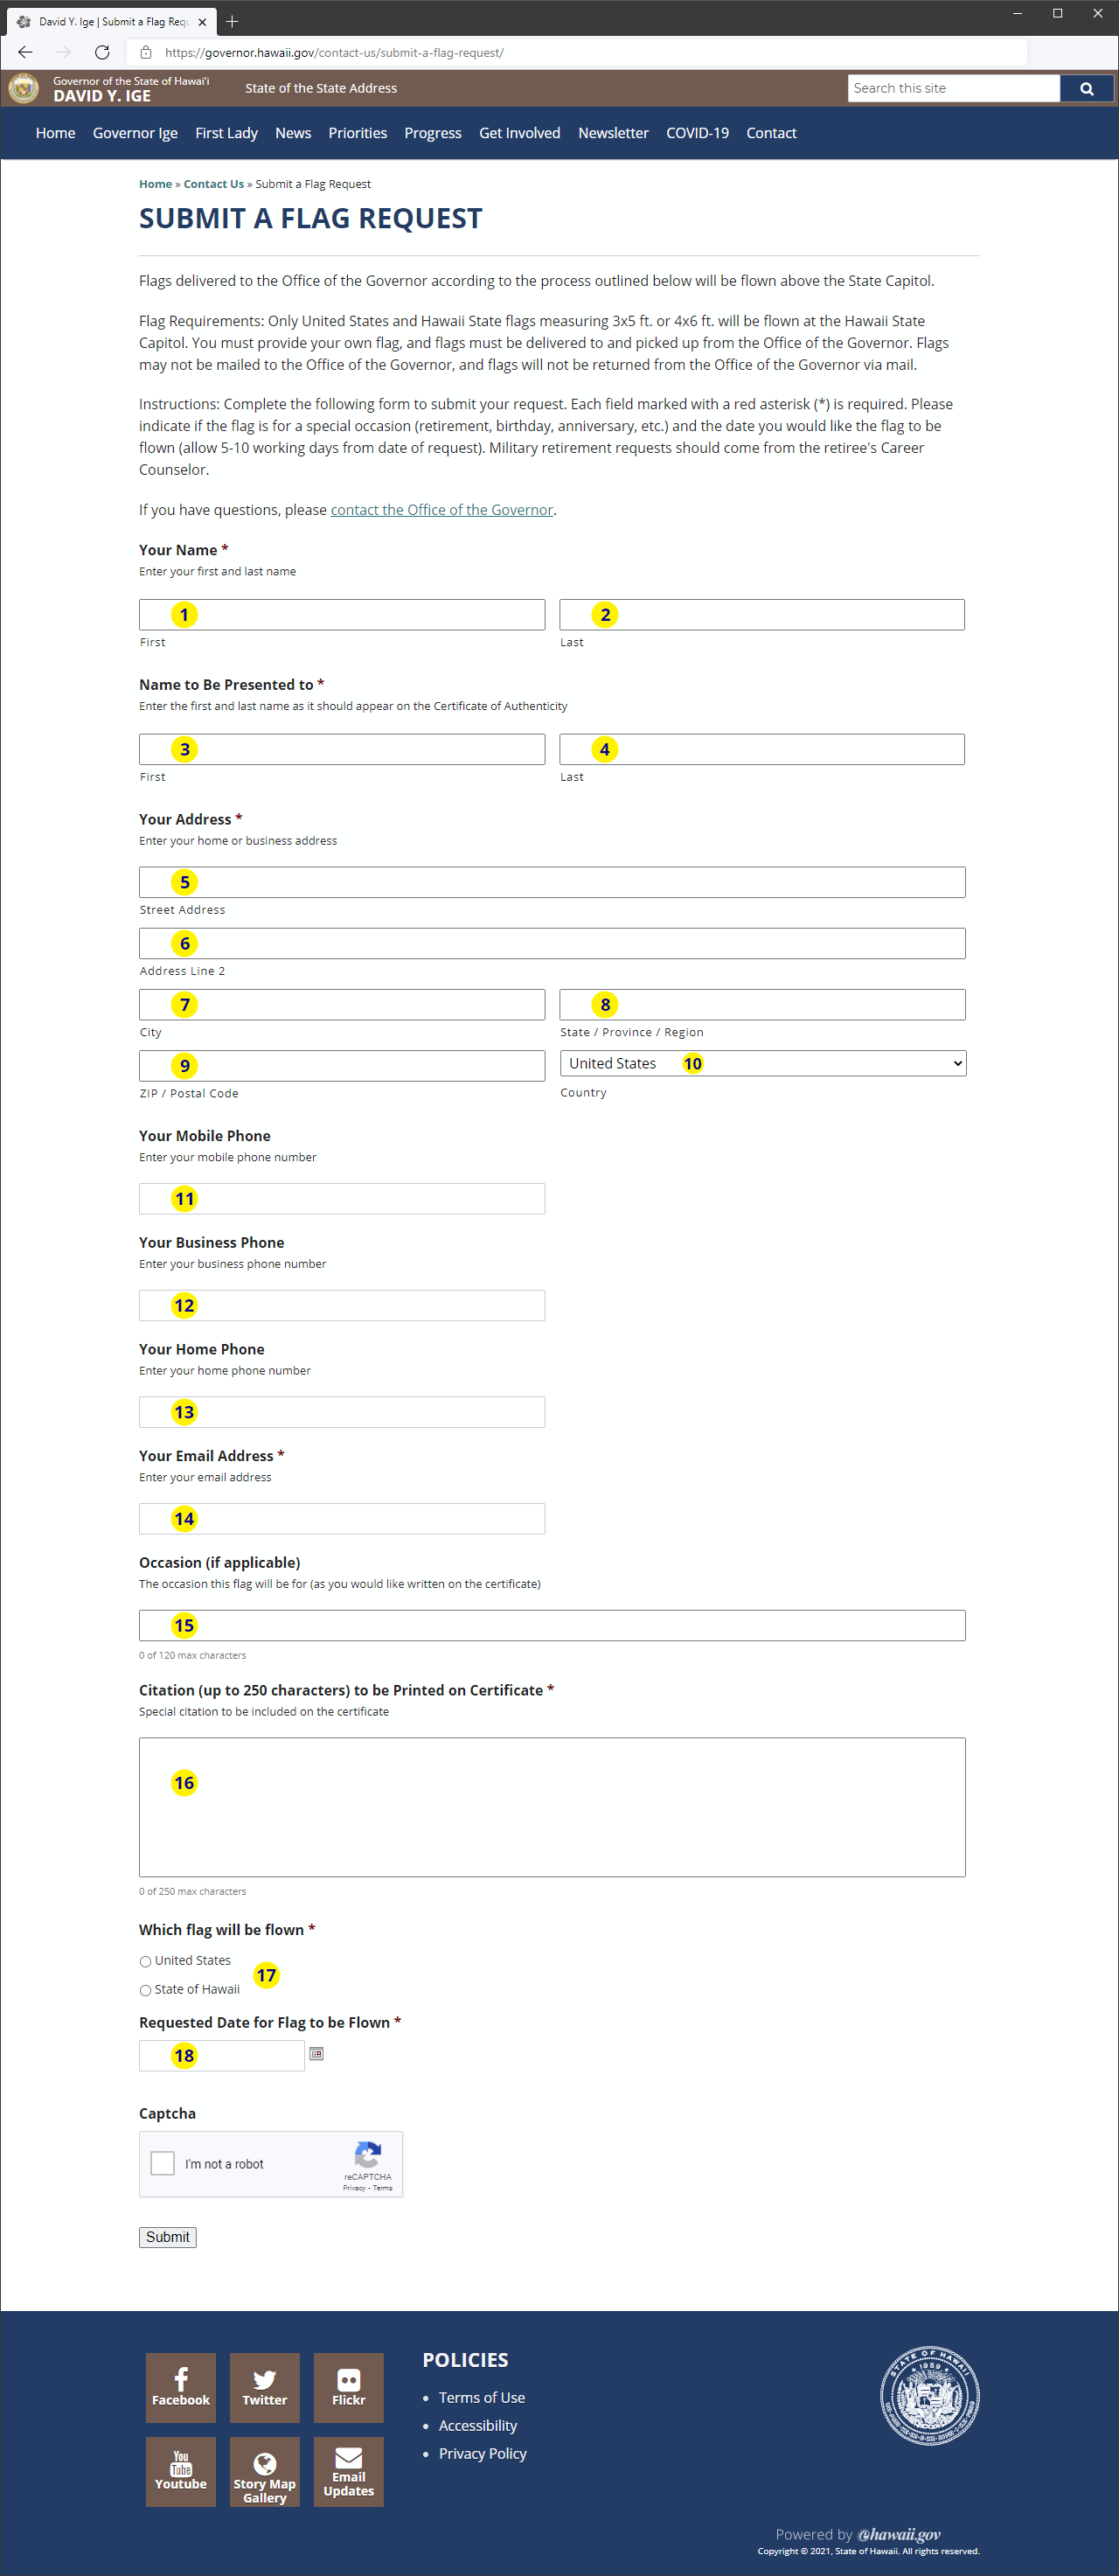 David Y. Ige | Submit a Flag Requ
https://governor.hawaii.gov/contact-us/submit-a-flag-request/
Governor of the State of Hawai'i
DAVID Y. IGE
State of the State Address
Search this site
Home Governor Ige First Lady News Priorities Progress Get Involved Newsletter COVID-19 Contact
Home » Contact Us » Submit a Flag Request
SUBMIT A FLAG REQUEST
Flags delivered to the Office of the Governor according to the process outlined below will be flown above the State Capitol.
Flag Requirements: Only United States and Hawaii State flags measuring 3x5 ft. or 4x6 ft. will be flown at the Hawaii State
Capitol. You must provide your own flag, and flags must be delivered to and picked up from the Office of the Governor. Flags
may not be mailed to the Office of the Governor, and flags will not be returned from the Office of the Governor via mail.
Instructions: Complete the following form to submit your request. Each field marked with a red asterisk (*) is required. Please
indicate if the flag is for a special occasion (retirement, birthday, anniversary, etc.) and the date you would like the flag to be
flown (allow 5-10 working days from date of request). Military retirement requests should come from the retiree's Career
Counselor.
If you have questions, please contact the Office of the Governor.
Your Name *
Enter your first and last name
1 2
First Last
Name to Be Presented to *
Enter the first and last name as it should appear on the Certificate of Authenticity
3 4
First Last
Your Address *
Enter your home or business address
5
Street Address
6
Address Line 2
7 8
City State / Province / Region
9 United States 10
ZIP / Postal Code Country
Your Mobile Phone
Enter your mobile phone number
11
Your Business Phone
Enter your business phone number
12
Your Home Phone
Enter your home phone number
13
Your Email Address *
Enter your email address
14
Occasion (if applicable)
The occasion this flag will be for (as you would like written on the certificate)
15
0 of 120 max characters
Citation (up to 250 characters) to be Printed on Certificate *
Special citation to be included on the certificate
16
0 of 250 max characters
Which flag will be flown *
United States
17
State of Hawaii
Requested Date for Flag to be Flown *
18
Captcha
I'm not a robot
reCAPTCHA
Privacy - Terms
Submit
Facebook Twitter Flickr
Youtube Story Map Gallery Email Updates
POLICIES
Terms of Use
Accessibility
Privacy Policy
STATE OF HAWAII
1959
Powered by ehawaii.gov
Copyright © 2021, State of Hawaii. All rights reserved.